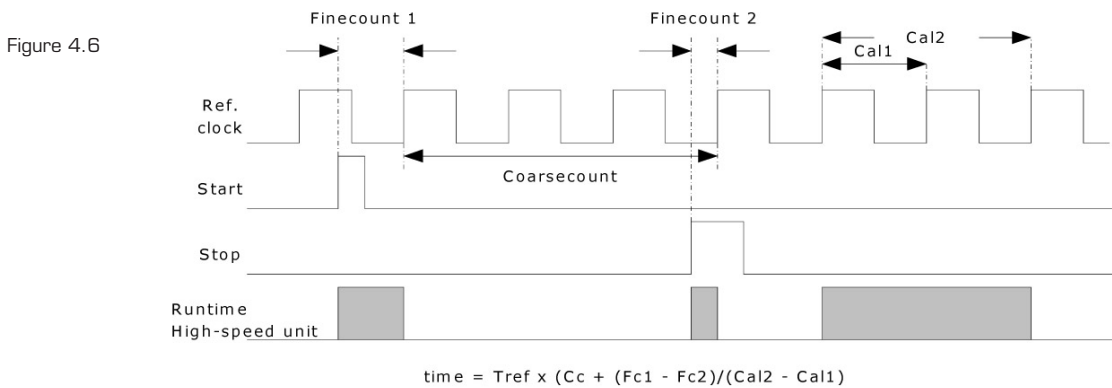 Finecount 1
Finecount 2
Figure 4.6
Cal2
Cal1
Ref.
clock
Coarsecount
Start
Stop
Runtime
High-speed unit
time = Tref x (Cc + (Fc1 - Fc2)/(Cal2 - Cal1)